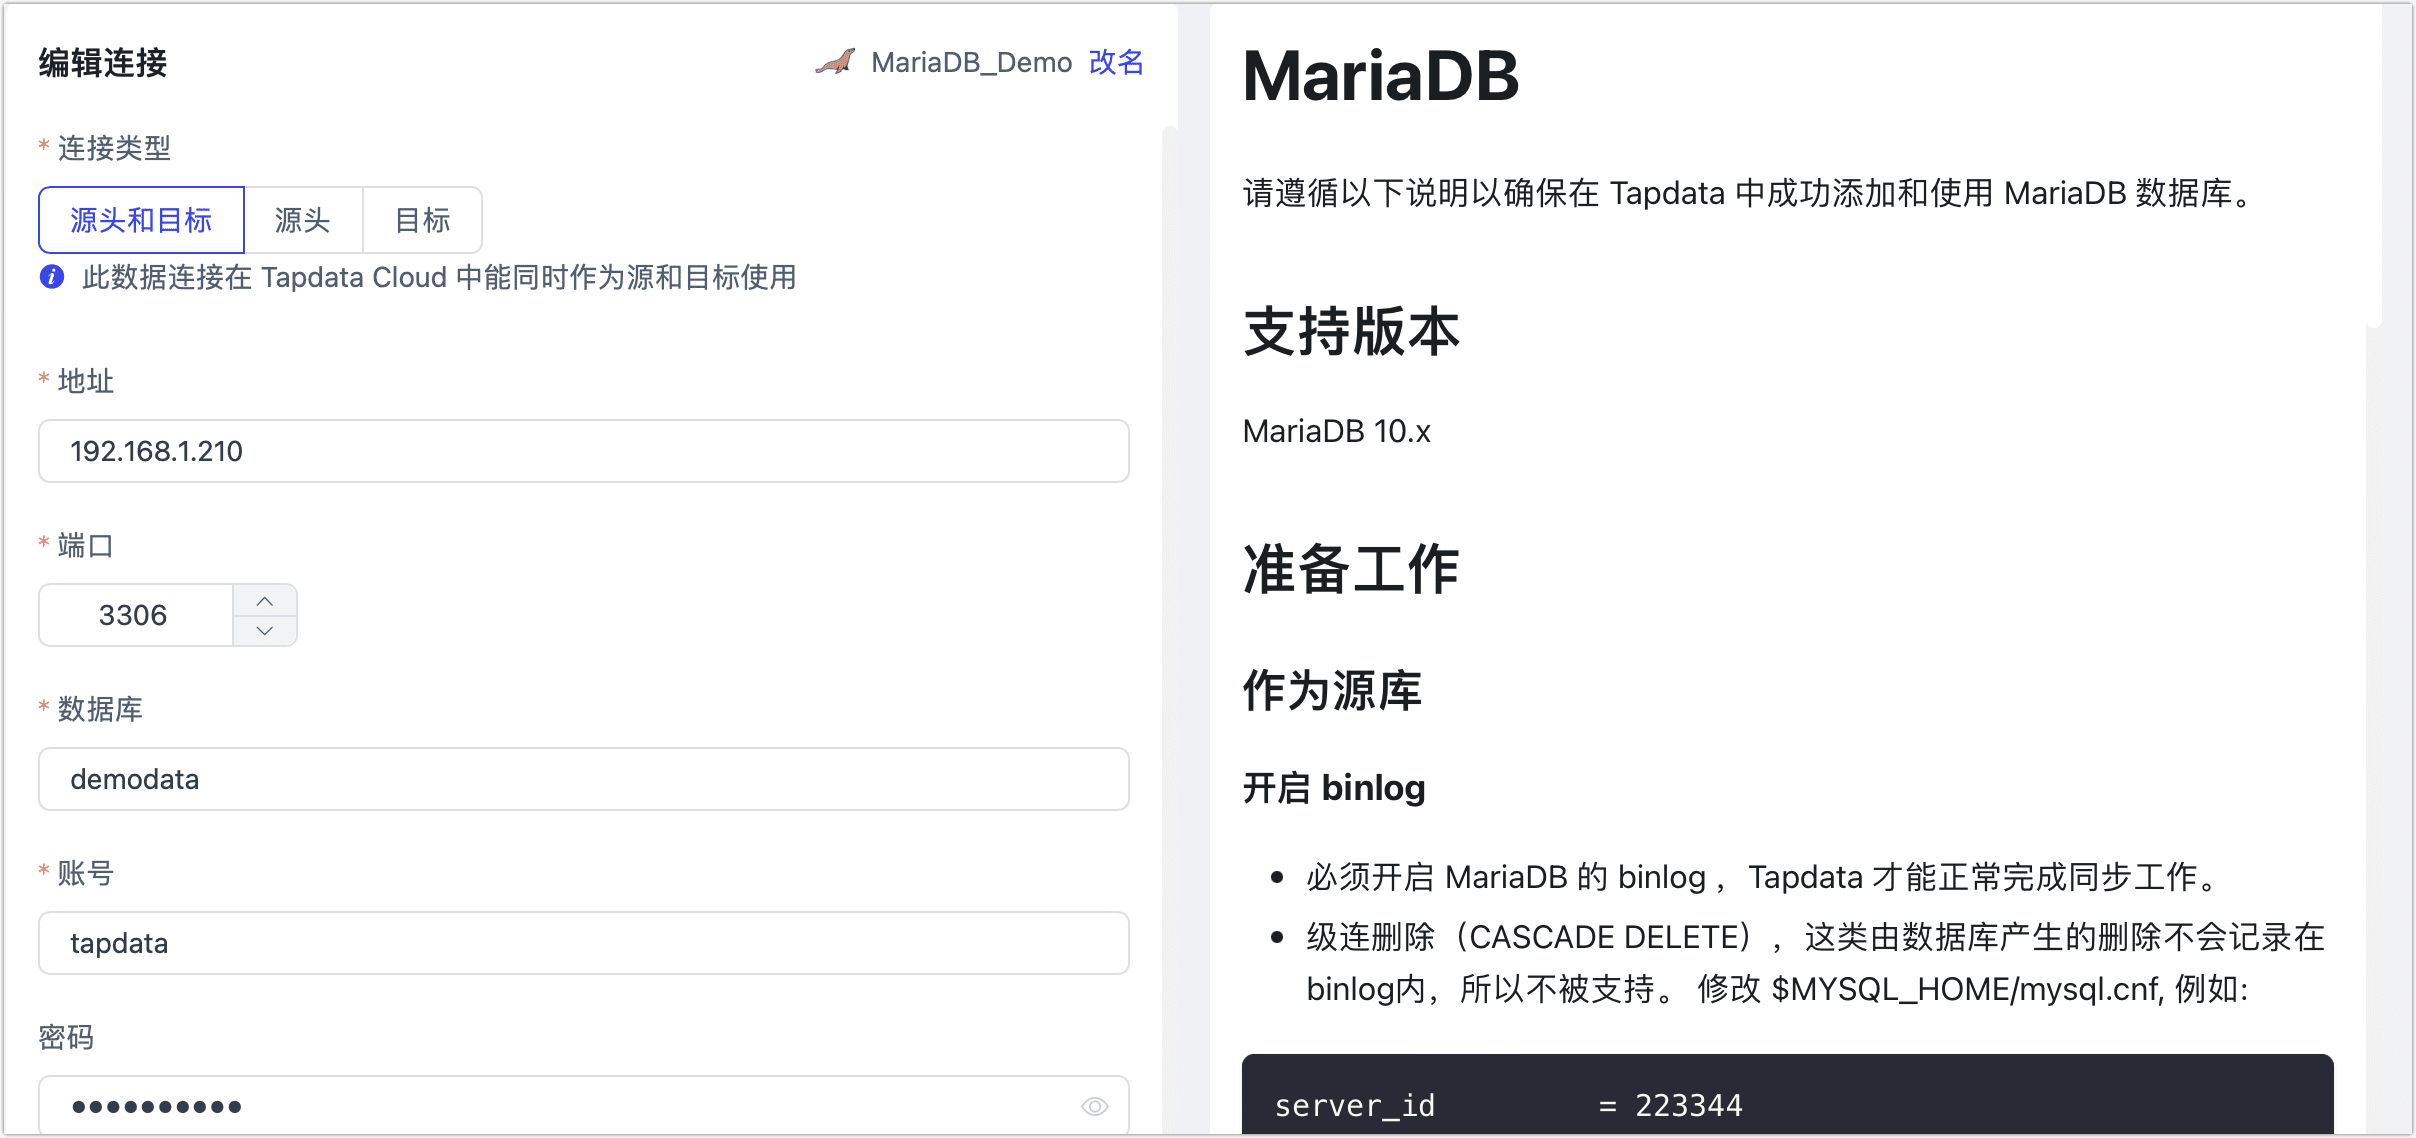 编辑连接
MariaDB_Demo 改名
* 连接类型
源头和目标 源头 目标
此数据连接在 Tapdata Cloud 中能同时作为源和目标使用
* 地址
192.168.1.210
* 端口
3306
* 数据库
demodata
* 账号
tapdata
密码
••••••••••
MariaDB
请遵循以下说明以确保在 Tapdata 中成功添加和使用 MariaDB 数据库。
支持版本
MariaDB 10.x
准备工作
作为源库
开启 binlog
• 必须开启 MariaDB 的 binlog ，Tapdata 才能正常完成同步工作。
• 级连删除（CASCADE DELETE），这类由数据库产生的删除不会记录在
binlog内，所以不被支持。 修改 $MYSQL_HOME/mysql.cnf, 例如:
server_id = 223344